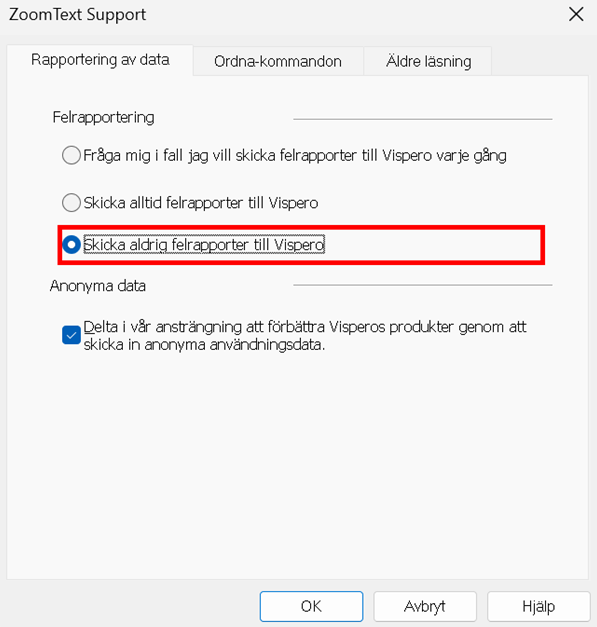 ZoomText Support
Rapportering av data
Ordna-kommandon
Äldre läsning
Felrapportering
Fråga mig i fall jag vill skicka felrapporter till Vispero varje gång
Skicka alltid felrapporter till Vispero
Skicka aldrig felrapporter till Vispero
Anonyma data
Delta i vår ansträngning att förbättra Visperos produkter genom att
skicka in anonyma användningsdata.
OK
Avbryt
Hjälp